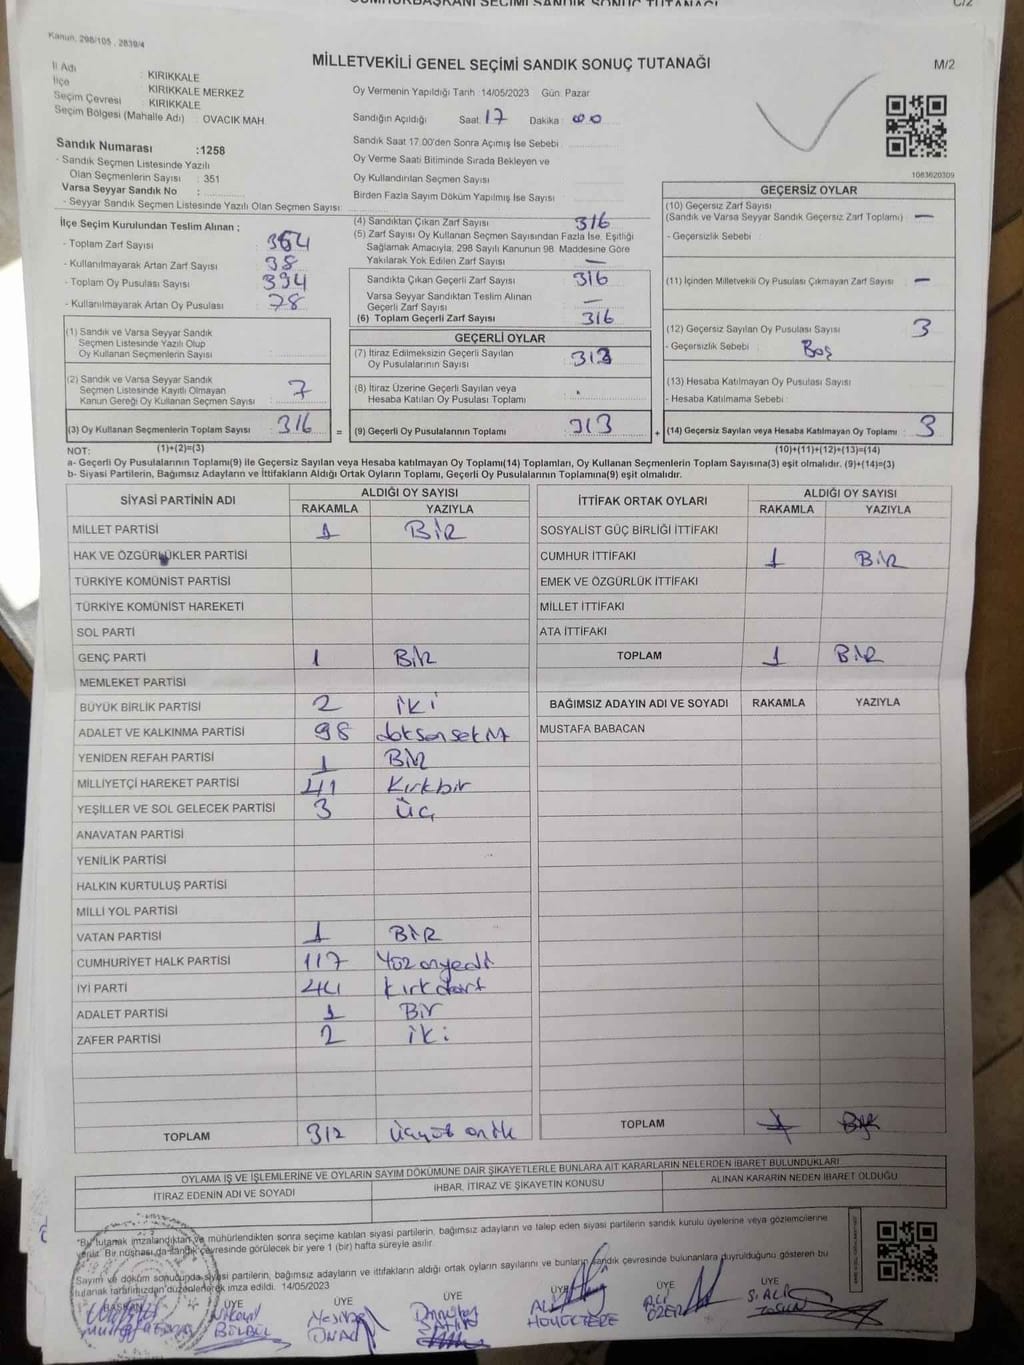 CUMHURBAŞKANI SEÇİMİ SANDIK SONUÇ TUTANAĞI
C/2
Kanun, 298/105 , 2839/4
MİLLETVEKİLİ GENEL SEÇİMİ SANDIK SONUÇ TUTANAĞI
M/2
İl Adı : KIRIKKALE
İlçe : KIRIKKALE MERKEZ
Seçim Çevresi : KIRIKKALE
Seçim Bölgesi (Mahalle Adı) : OVACIK MAH.
Sandık Numarası :1258
- Sandık Seçmen Listesinde Yazılı
Olan Seçmenlerin Sayısı : 351
Varsa Seyyar Sandık No :
- Seyyar Sandık Seçmen Listesinde Yazılı Olan Seçmen Sayısı:
Oy Vermenin Yapıldığı Tarih :14/05/2023 Gün: Pazar
Sandığın Açıldığı Saat: 17 Dakika : 00
Sandık Saat 17.00'den Sonra Açımış İse Sebebi :
Oy Verme Saati Bitiminde Sırada Bekleyen ve
Oy Kullandırılan Seçmen Sayısı :
Birden Fazla Sayım Döküm Yapılmış İse Sayısı :
1083620309
İlçe Seçim Kurulundan Teslim Alınan ;
- Toplam Zarf Sayısı : 354
- Kullanılmayarak Artan Zarf Sayısı : 38
- Toplam Oy Pusulası Sayısı : 394
- Kullanılmayarak Artan Oy Pusulası : 78
(1) Sandık ve Varsa Seyyar Sandık
Seçmen Listesinde Yazılı Olup
Oy Kullanan Seçmenlerin Sayısı :
(2) Sandık ve Varsa Seyyar Sandık
Seçmen Listesinde Kayıtlı Olmayan
Kanun Gereği Oy Kullanan Seçmen Sayısı : 7
(3) Oy Kullanan Seçmenlerin Toplam Sayısı : 316
(1)+(2)=(3)
(4) Sandıktan Çıkan Zarf Sayısı : 316
(5) Zarf Sayısı Oy Kullanan Seçmen Sayısından Fazla İse, Eşitliği
Sağlamak Amacıyla, 298 Sayılı Kanunun 98. Maddesine Göre
Yakılarak Yok Edilen Zarf Sayısı : —
Sandıkta Çıkan Geçerli Zarf Sayısı : 316
Varsa Seyyar Sandıktan Teslim Alınan
Geçerli Zarf Sayısı : —
(6) Toplam Geçerli Zarf Sayısı : 316
GEÇERLİ OYLAR
(7) İtiraz Edilmeksizin Geçerli Sayılan
Oy Pusulalarının Sayısı : 313
(8) İtiraz Üzerine Geçerli Sayılan veya
Hesaba Katılan Oy Pusulası Toplamı :
= (9) Geçerli Oy Pusulalarının Toplamı : 313
GEÇERSİZ OYLAR
(10) Geçersiz Zarf Sayısı
(Sandık ve Varsa Seyyar Sandık Geçersiz Zarf Toplamı) : —
- Geçersizlik Sebebi :
(11) İçinden Milletvekili Oy Pusulası Çıkmayan Zarf Sayısı : —
(12) Geçersiz Sayılan Oy Pusulası Sayısı : 3
- Geçersizlik Sebebi : Boş
(13) Hesaba Katılmayan Oy Pusulası Sayısı :
- Hesaba Katılmama Sebebi :
+ (14) Geçersiz Sayılan veya Hesaba Katılmayan Oy Toplamı : 3
(10)+(11)+(12)+(13)=(14)
NOT:
a- Geçerli Oy Pusulalarının Toplamı(9) ile Geçersiz Sayılan veya Hesaba katılmayan Oy Toplamı(14) Toplamları, Oy Kullanan Seçmenlerin Toplam Sayısına(3) eşit olmalıdır. (9)+(14)=(3)
b- Siyasi Partilerin, Bağımsız Adayların ve İttifakların Aldığı Ortak Oyların Toplamı, Geçerli Oy Pusulalarının Toplamına(9) eşit olmalıdır.
SİYASİ PARTİNİN ADI ALDIĞI OY SAYISI
RAKAMLA YAZIYLA
MİLLET PARTİSİ 1 BİR
HAK VE ÖZGÜRLÜKLER PARTİSİ
TÜRKİYE KOMÜNİST PARTİSİ
TÜRKİYE KOMÜNİST HAREKETİ
SOL PARTİ
GENÇ PARTİ 1 BİR
MEMLEKET PARTİSİ
BÜYÜK BİRLİK PARTİSİ 2 İKİ
ADALET VE KALKINMA PARTİSİ 98 doksansekiz
YENİDEN REFAH PARTİSİ 1 BİR
MİLLİYETÇİ HAREKET PARTİSİ 41 Kırkbir
YEŞİLLER VE SOL GELECEK PARTİSİ 3 ÜÇ
ANAVATAN PARTİSİ
YENİLİK PARTİSİ
HALKIN KURTULUŞ PARTİSİ
MİLLİ YOL PARTİSİ
VATAN PARTİSİ 1 BİR
CUMHURİYET HALK PARTİSİ 117 Yüzonyedi
İYİ PARTİ 44 Kırkdört
ADALET PARTİSİ 1 Bir
ZAFER PARTİSİ 2 iki
TOPLAM 312 Üçyüzoniki
İTTİFAK ORTAK OYLARI ALDIĞI OY SAYISI
RAKAMLA YAZIYLA
SOSYALİST GÜÇ BİRLİĞİ İTTİFAKI
CUMHUR İTTİFAKI 1 BİR
EMEK VE ÖZGÜRLÜK İTTİFAKI
MİLLET İTTİFAKI
ATA İTTİFAKI
TOPLAM 1 BİR
BAĞIMSIZ ADAYIN ADI VE SOYADI RAKAMLA YAZIYLA
MUSTAFA BABACAN
TOPLAM
OYLAMA İŞ VE İŞLEMLERİNE VE OYLARIN SAYIM DÖKÜMÜNE DAİR ŞİKAYETLERLE BUNLARA AİT KARARLARIN NELERDEN İBARET BULUNDUKLARI
İTİRAZ EDENİN ADI VE SOYADI İHBAR, İTİRAZ VE ŞİKAYETİN KONUSU ALINAN KARARIN NEDEN İBARET OLDUĞU
"Bu tutanak imzalandıktan ve mühürlendikten sonra seçime katılan siyasi partilerin, bağımsız adayların ve talep eden siyasi partilerin sandık kurulu üyelerine veya gözlemcilerine
verilir. Bir nüshası da sandık çevresinde görülecek bir yere 1 (bir) hafta süreyle asılır.
Sayım ve döküm sonucunda siyasi partilerin, bağımsız adayların ve ittifakların aldığı ortak oyların sayılarını ve bunların sandık çevresinde bulunanlara duyrulduğunu gösteren bu
tutanak tarafımızdan düzenlenerek imza edildi. 14/05/2023
BAŞKAN ÜYE ÜYE ÜYE ÜYE ÜYE ÜYE
BİLGİÇ ALİ ALİ S. ALİ
ÜNAL HÖYÜKTERE ÖZER TOSUN